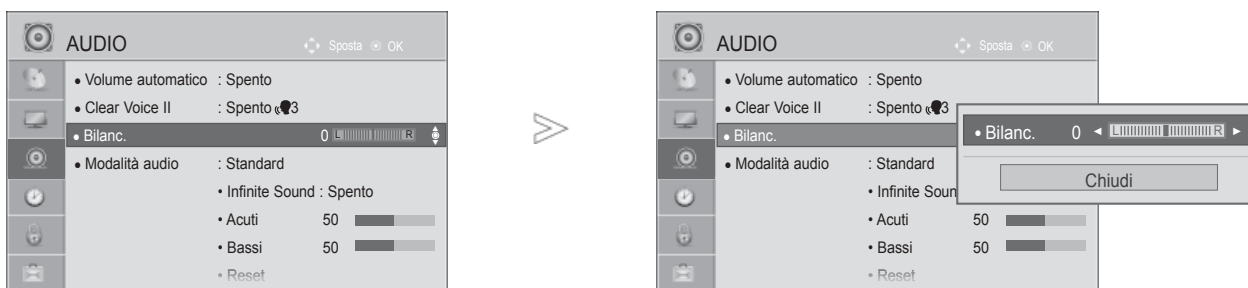 AUDIO
Sposta OK
• Volume automatico : Spento
• Clear Voice II : Spento 3
• Bilanc. 0 L R
• Modalità audio : Standard
• Infinite Sound : Spento
• Acuti 50
• Bassi 50
• Reset
AUDIO
Sposta OK
• Volume automatico : Spento
• Clear Voice II : Spento 3
• Bilanc.
• Modalità audio : Standard
• Infinite Soun
• Acuti 50
• Bassi 50
• Reset
• Bilanc. 0 ◄ L R ►
Chiudi